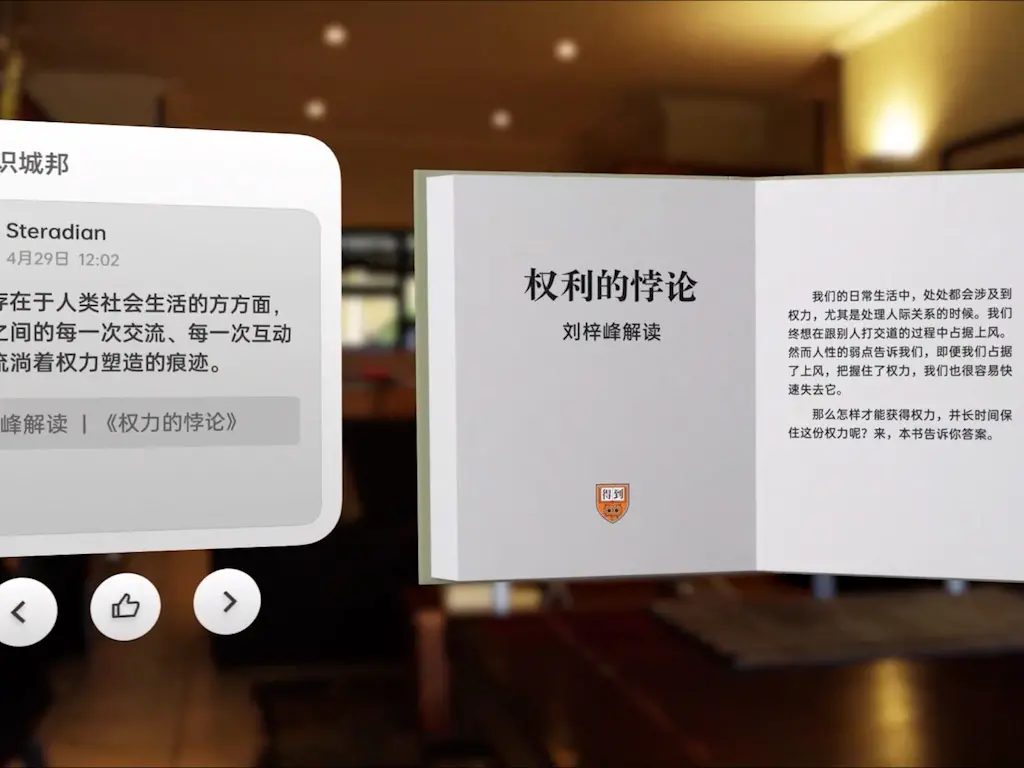 识城邦
Steradian
4月29日 12:02
存在于人类社会生活的方方面，
之间的每一次交流、每一次互动
流淌着权力塑造的痕迹。
峰解读 | 《权力的悖论》
权利的悖论
刘梓峰解读
得到
我们的日常生活中，处处都会涉及到
权力，尤其是处理人际关系的时候。我们
终想在跟别人打交道的过程中占据上风。
然而人性的弱点告诉我们，即便我们占据
了上风，把握住了权力，我们也很容易快
速失去它。
那么怎样才能获得权力，并长时间保
住这份权力呢？来，本书告诉你答案。